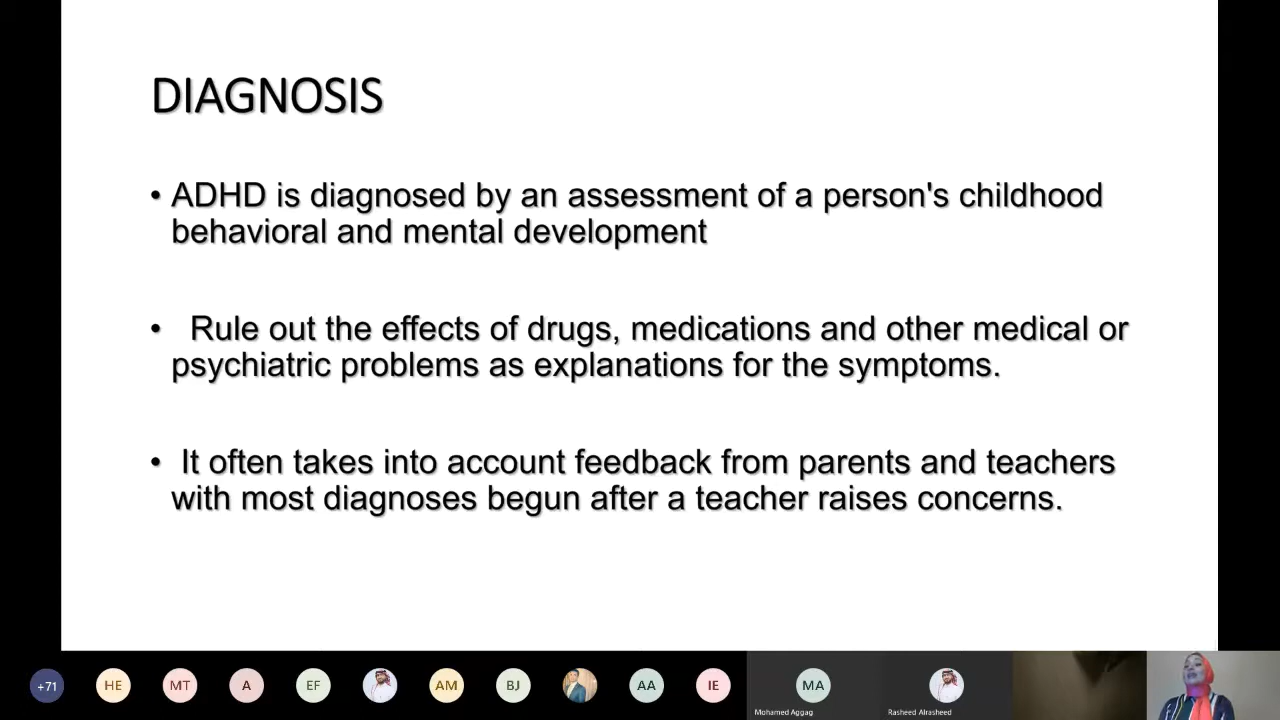 DIAGNOSIS
• ADHD is diagnosed by an assessment of a person's childhood
behavioral and mental development
• Rule out the effects of drugs, medications and other medical or
psychiatric problems as explanations for the symptoms.
• It often takes into account feedback from parents and teachers
with most diagnoses begun after a teacher raises concerns.
+71 HE MT A EF AM BJ AA IE MA
Mohamed Aggag Rasheed Alrasheed